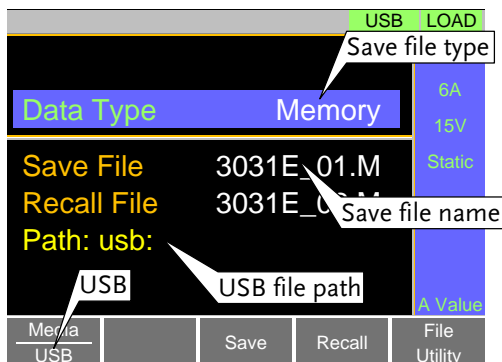 USB LOAD
Save file type
6A
Data Type Memory
15V
Save File 3031E_01.M
Static
Recall File 3031E_0
Save file name
Path: usb:
USB
USB file path
A Value
Media
USB
Save
Recall
File
Utility